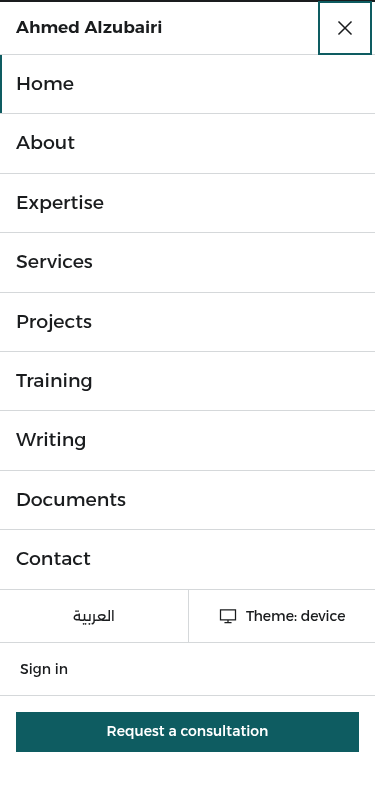 Ahmed Alzubairi
Home
About
Expertise
Services
Projects
Training
Writing
Documents
Contact
العربية
Theme: device
Sign in
Request a consultation